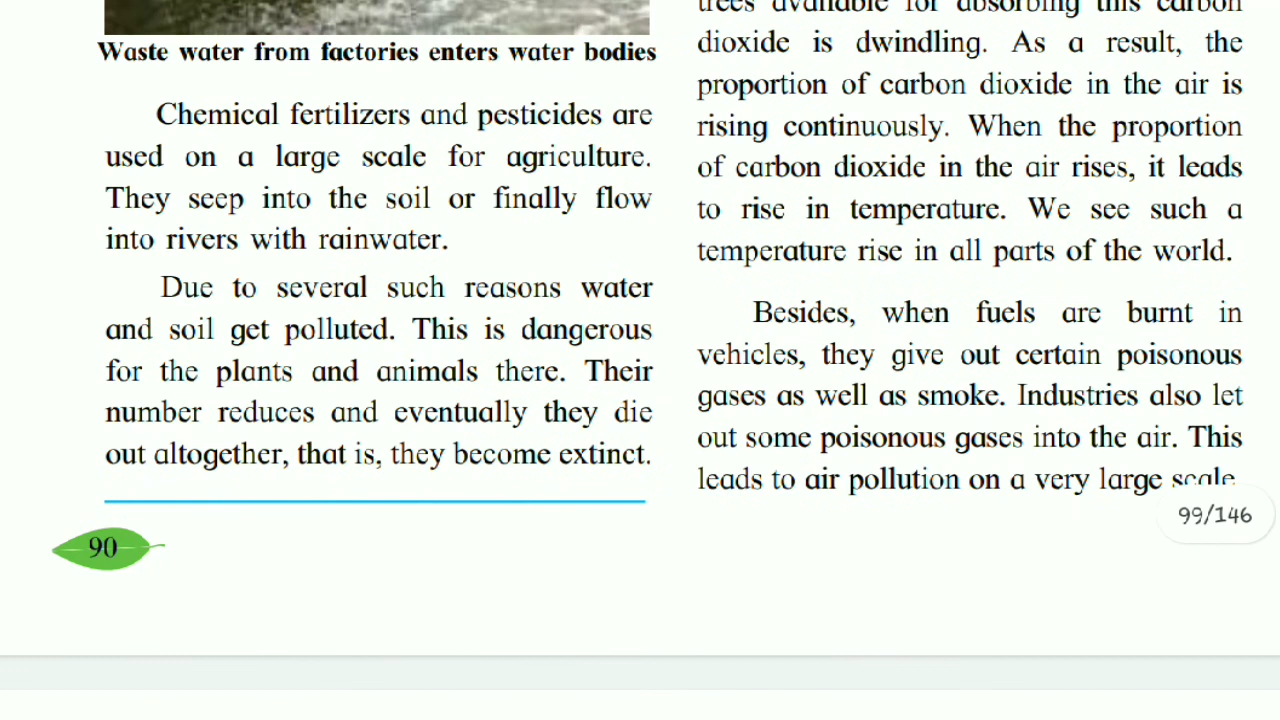 Waste water from factories enters water bodies
Chemical fertilizers and pesticides are
used on a large scale for agriculture.
They seep into the soil or finally flow
into rivers with rainwater.
Due to several such reasons water
and soil get polluted. This is dangerous
for the plants and animals there. Their
number reduces and eventually they die
out altogether, that is, they become extinct.
90
trees available for absorbing this carbon
dioxide is dwindling. As a result, the
proportion of carbon dioxide in the air is
rising continuously. When the proportion
of carbon dioxide in the air rises, it leads
to rise in temperature. We see such a
temperature rise in all parts of the world.
Besides, when fuels are burnt in
vehicles, they give out certain poisonous
gases as well as smoke. Industries also let
out some poisonous gases into the air. This
leads to air pollution on a very large scale
99/146